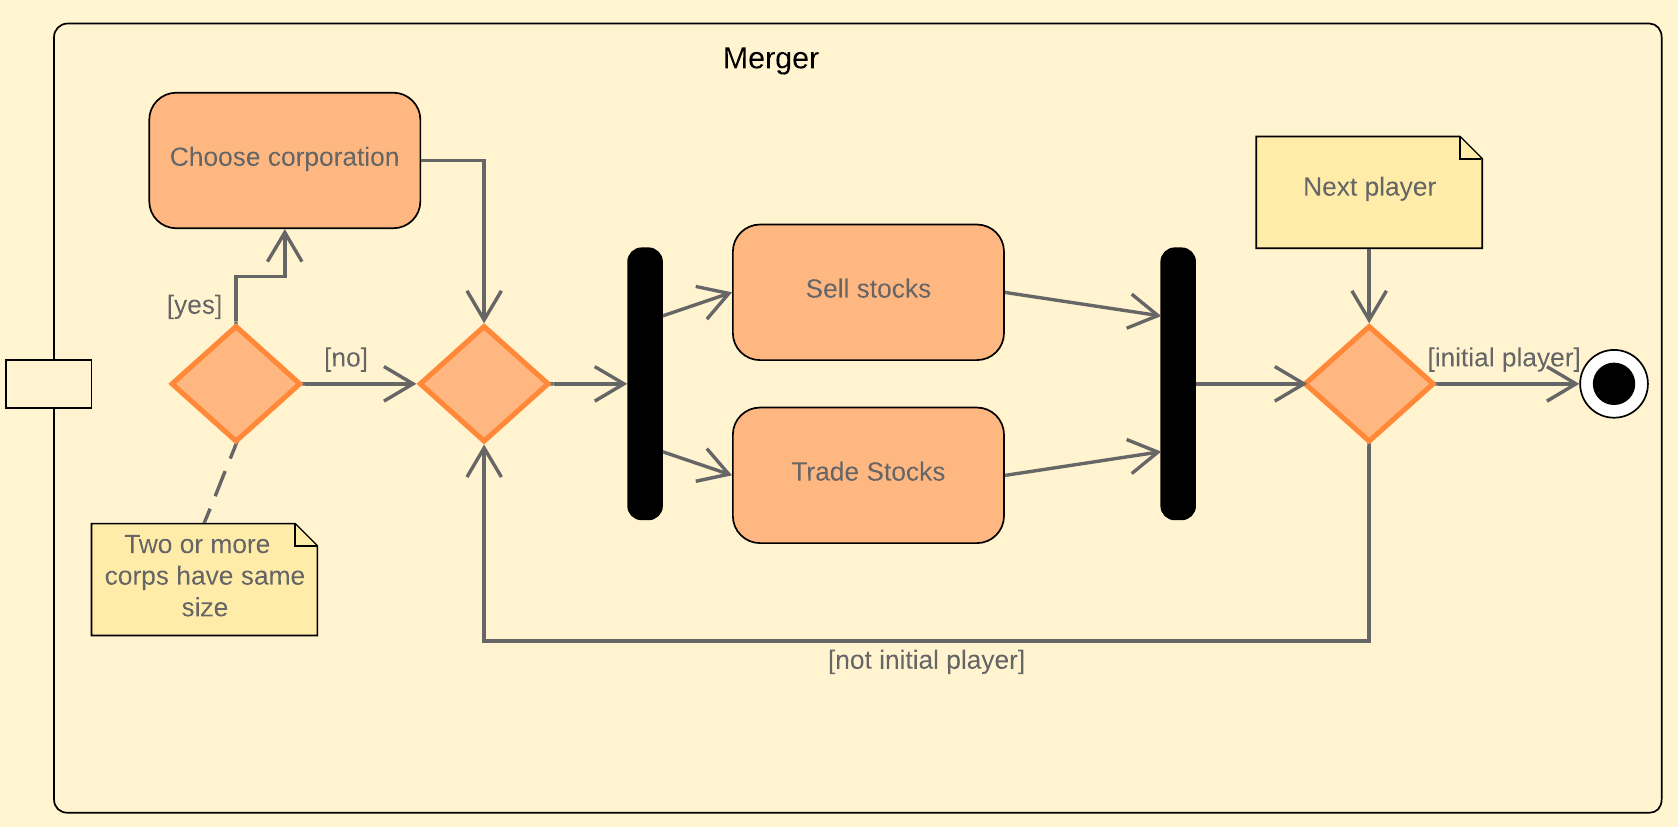 Merger
Choose corporation
Next player
Sell stocks
[yes]
[no]
[initial player]
Trade Stocks
Two or more
corps have same
size
[not initial player]